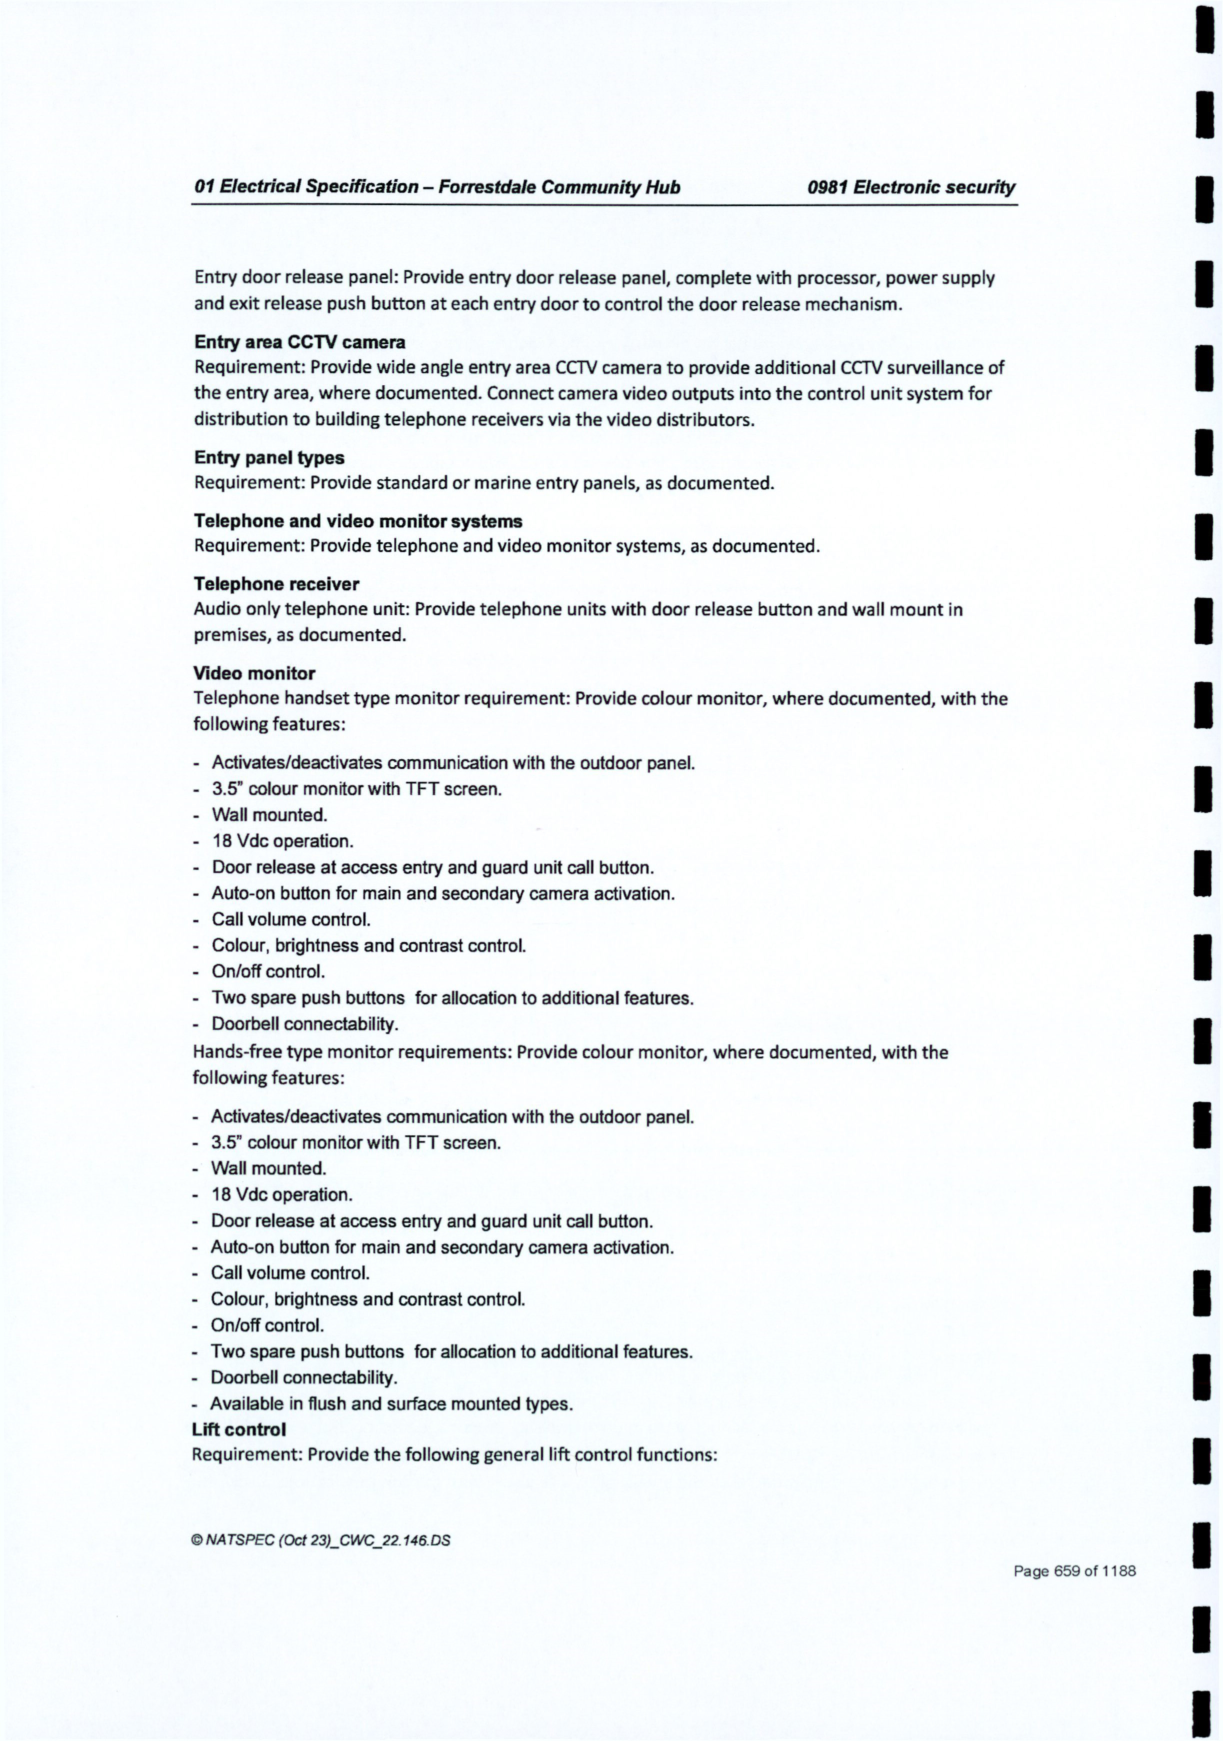 01 Electrical Specification – Forrestdale Community Hub 0981 Electronic security
Entry door release panel: Provide entry door release panel, complete with processor, power supply
and exit release push button at each entry door to control the door release mechanism.
Entry area CCTV camera
Requirement: Provide wide angle entry area CCTV camera to provide additional CCTV surveillance of
the entry area, where documented. Connect camera video outputs into the control unit system for
distribution to building telephone receivers via the video distributors.
Entry panel types
Requirement: Provide standard or marine entry panels, as documented.
Telephone and video monitor systems
Requirement: Provide telephone and video monitor systems, as documented.
Telephone receiver
Audio only telephone unit: Provide telephone units with door release button and wall mount in
premises, as documented.
Video monitor
Telephone handset type monitor requirement: Provide colour monitor, where documented, with the
following features:
- Activates/deactivates communication with the outdoor panel.
- 3.5" colour monitor with TFT screen.
- Wall mounted.
- 18 Vdc operation.
- Door release at access entry and guard unit call button.
- Auto-on button for main and secondary camera activation.
- Call volume control.
- Colour, brightness and contrast control.
- On/off control.
- Two spare push buttons for allocation to additional features.
- Doorbell connectability.
Hands-free type monitor requirements: Provide colour monitor, where documented, with the
following features:
- Activates/deactivates communication with the outdoor panel.
- 3.5" colour monitor with TFT screen.
- Wall mounted.
- 18 Vdc operation.
- Door release at access entry and guard unit call button.
- Auto-on button for main and secondary camera activation.
- Call volume control.
- Colour, brightness and contrast control.
- On/off control.
- Two spare push buttons for allocation to additional features.
- Doorbell connectability.
- Available in flush and surface mounted types.
Lift control
Requirement: Provide the following general lift control functions:
© NATSPEC (Oct 23)_CWC_22.146.DS
Page 659 of 1188